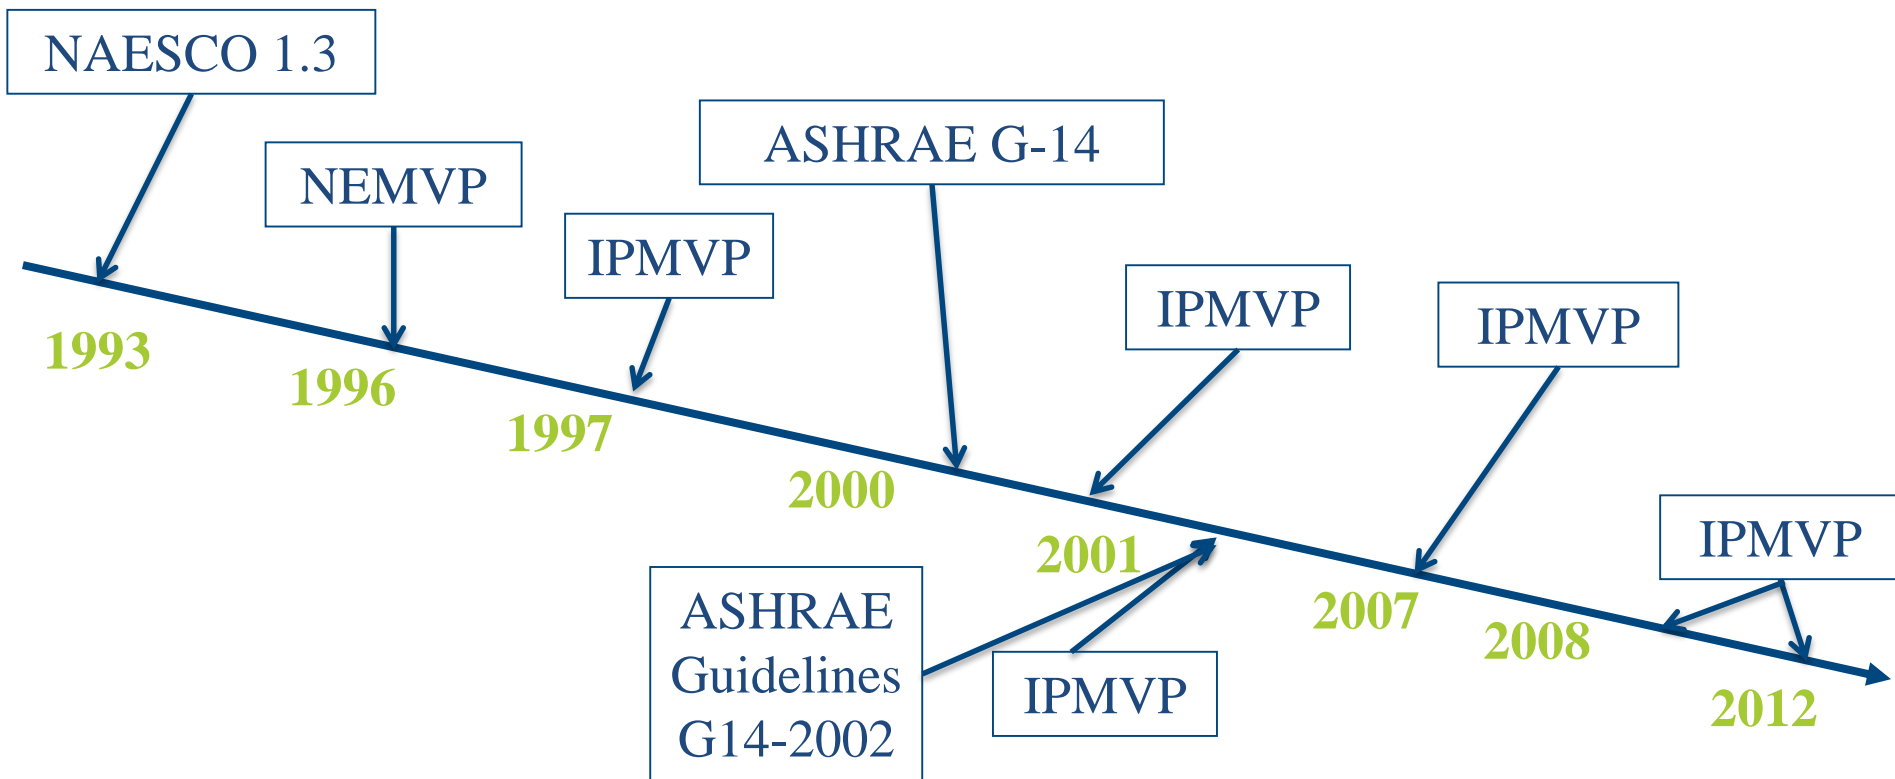 NAESCO 1.3
NEMVP
ASHRAE G-14
IPMVP
IPMVP
IPMVP
1993
1996
1997
2000
2001
2007
2008
2012
IPMVP
ASHRAE
Guidelines
G14-2002
IPMVP